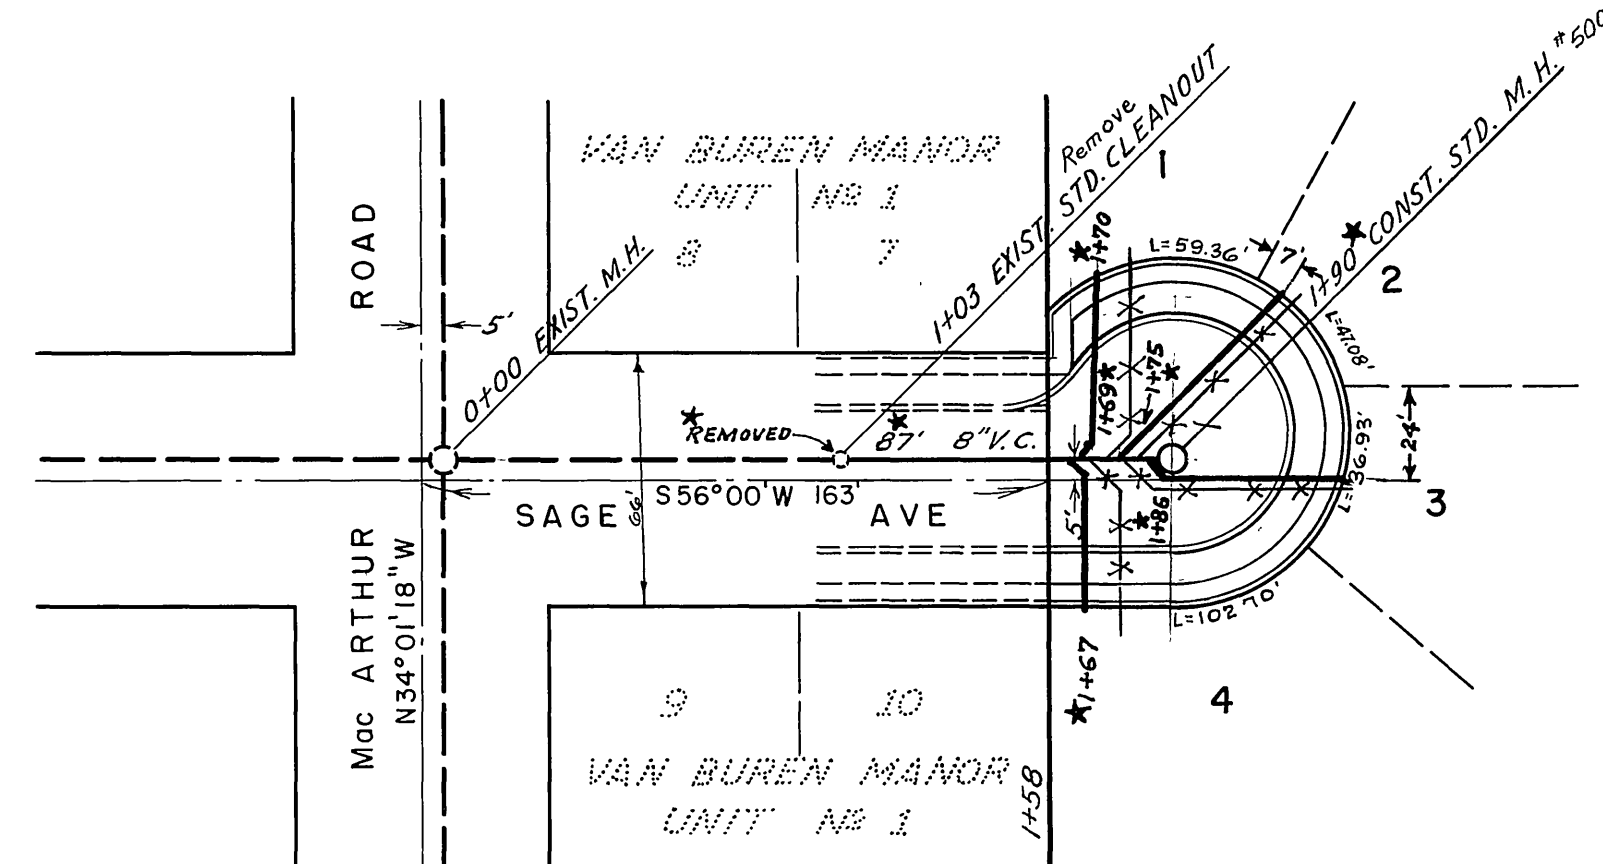 VAN BUREN MANOR
UNIT Nº 1
8
7
ROAD
5'
0+00 EXIST. M.H.
1+03 EXIST. STD. CLEANOUT
Remove
1
★ 1+70
L=59.36'
7'
★
1+90 CONST. STD. M.H. #500
2
L=47.08'
★
REMOVED
★
87' 8" V.C.
1+69★
1+75
★
24'
L=36.93'
3
S 56°00' W 163'
SAGE AVE
66'
5'
★
1+86
Mac ARTHUR
N34°01'18"W
L=102.70'
★1+67
4
9
10
VAN BUREN MANOR
UNIT Nº 1
1+58